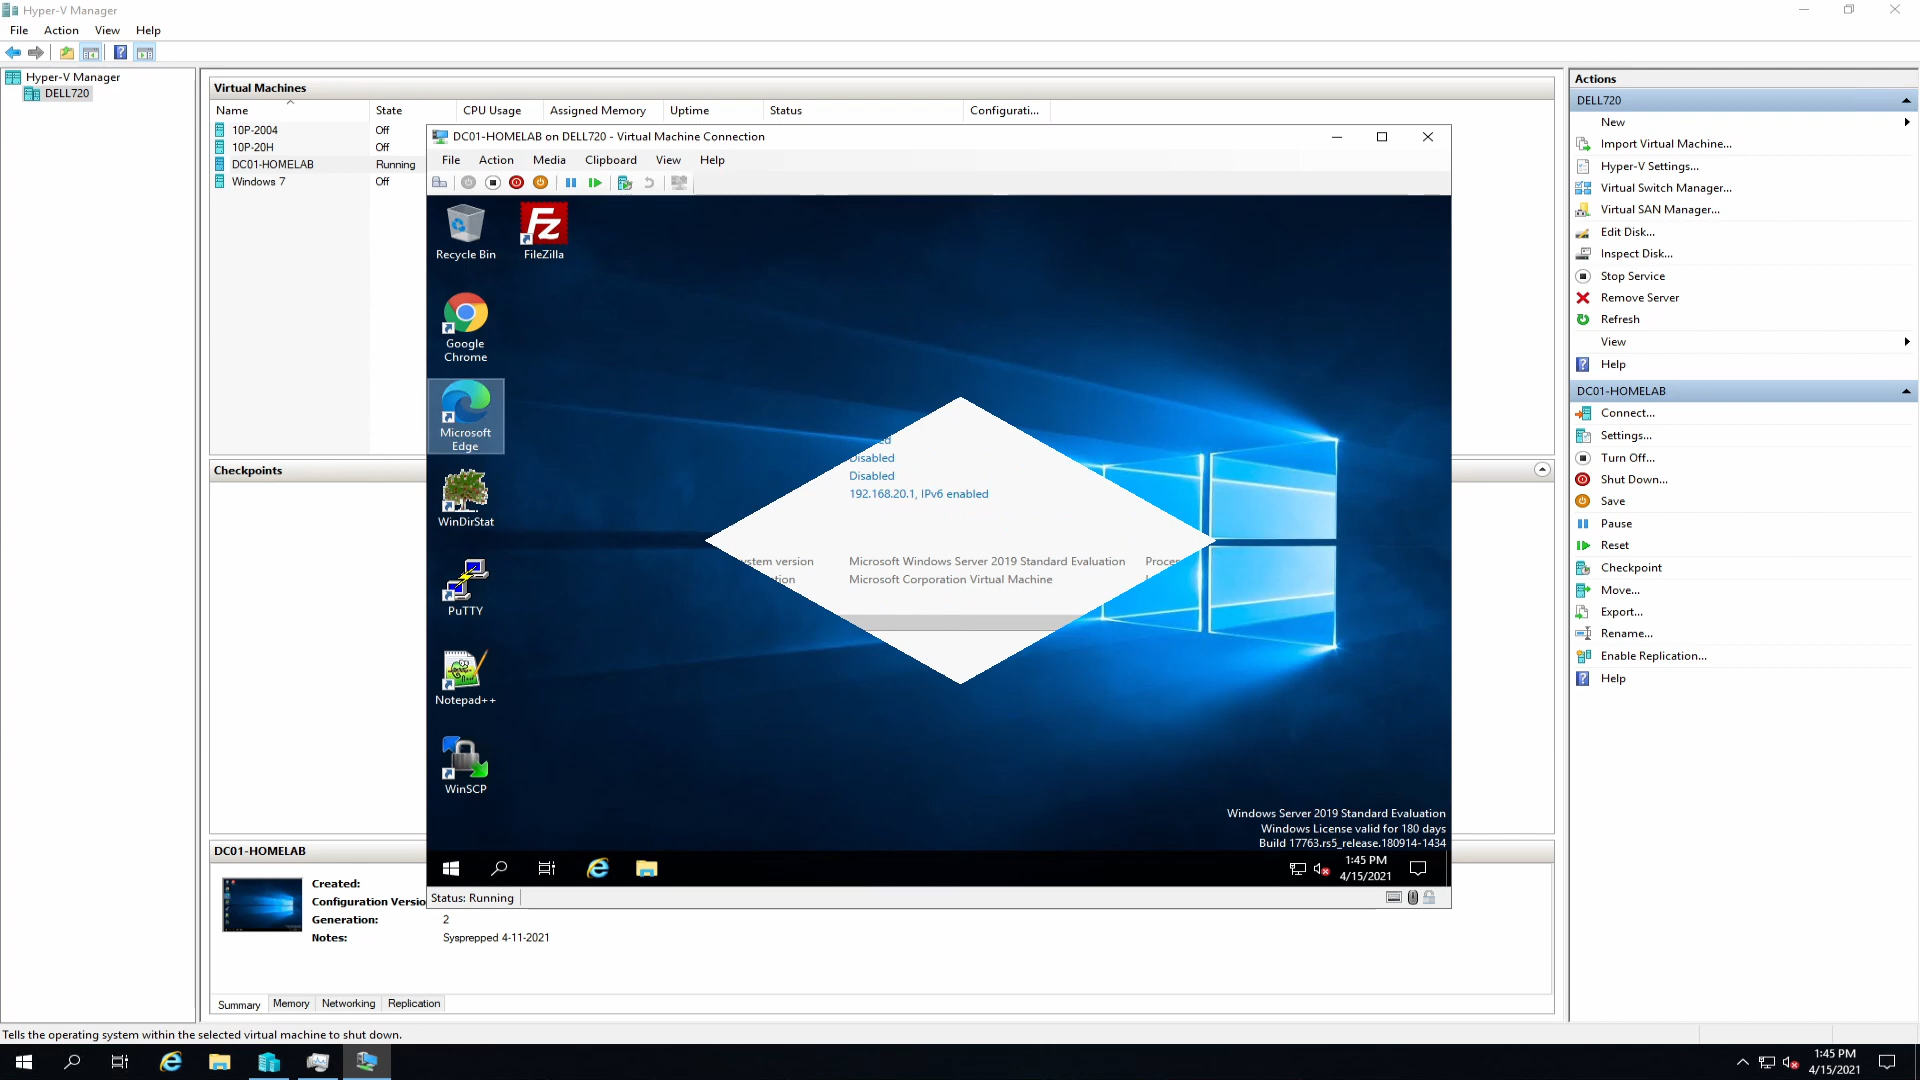 Hyper-V Manager
File Action View Help
Hyper-V Manager
DELL720
Virtual Machines
Name State CPU Usage Assigned Memory Uptime Status Configurati...
10P-2004 Off
10P-20H Off
DC01-HOMELAB Running
Windows 7 Off
DC01-HOMELAB on DELL720 - Virtual Machine Connection
File Action Media Clipboard View Help
Recycle Bin
FileZilla
Google
Chrome
Microsoft
Edge
WinDirStat
PuTTY
Notepad++
WinSCP
Disabled
Disabled
192.168.20.1, IPv6 enabled
version Microsoft Windows Server 2019 Standard Evaluation
Microsoft Corporation Virtual Machine
Windows Server 2019 Standard Evaluation
Windows License valid for 180 days
Build 17763.rs5_release.180914-1434
1:45 PM
4/15/2021
Status: Running
Checkpoints
DC01-HOMELAB
Created:
Configuration Versio
Generation: 2
Notes: Sysprepped 4-11-2021
Summary Memory Networking Replication
Actions
DELL720
New
Import Virtual Machine...
Hyper-V Settings...
Virtual Switch Manager...
Virtual SAN Manager...
Edit Disk...
Inspect Disk...
Stop Service
Remove Server
Refresh
View
Help
DC01-HOMELAB
Connect...
Settings...
Turn Off...
Shut Down...
Save
Pause
Reset
Checkpoint
Move...
Export...
Rename...
Enable Replication...
Help
Tells the operating system within the selected virtual machine to shut down.
1:45 PM
4/15/2021